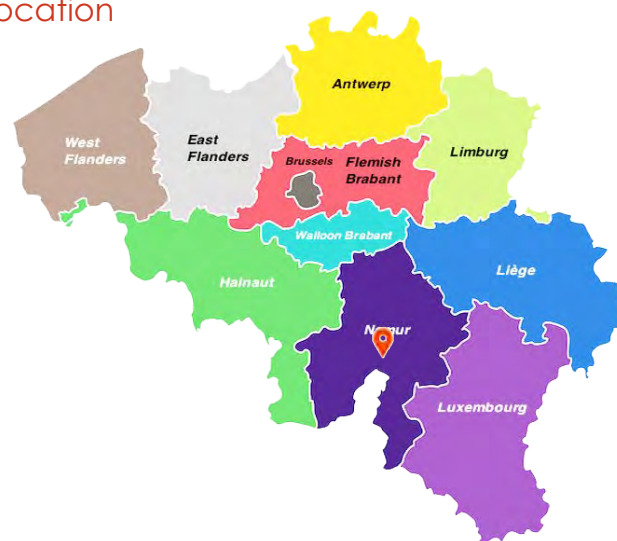 ocation
Antwerp
West
Flanders
East
Flanders
Brussels
Flemish
Brabant
Limburg
Walloon Brabant
Liège
Hainaut
Namur
Luxembourg